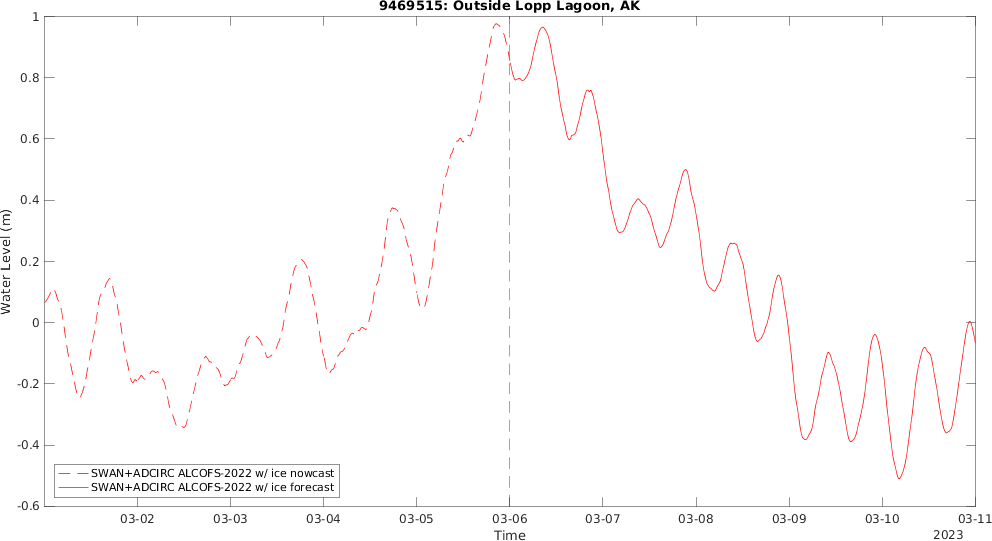 9469515: Outside Lopp Lagoon, AK
1
0.8
0.6
0.4
0.2
0
-0.2
-0.4
-0.6
Water Level (m)
SWAN+ADCIRC ALCOFS-2022 w/ ice nowcast
SWAN+ADCIRC ALCOFS-2022 w/ ice forecast
03-02 03-03 03-04 03-05 03-06 03-07 03-08 03-09 03-10 03-11
Time
2023